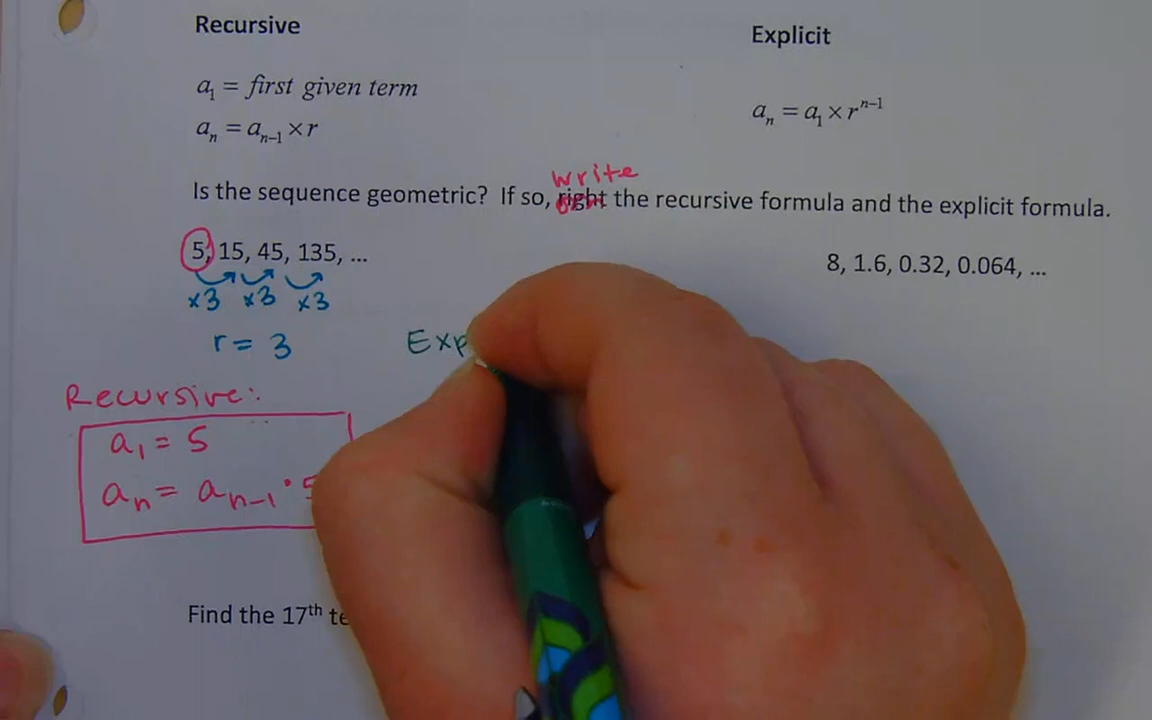 Recursive
Explicit
a₁ = first given term
aₙ = aₙ₋₁ × r
aₙ = a₁ × rⁿ⁻¹
write
Is the sequence geometric? If so, right the recursive formula and the explicit formula.
5, 15, 45, 135, ...
8, 1.6, 0.32, 0.064, ...
×3 ×3 ×3
r = 3
Exp
Recursive:
a₁ = 5
aₙ = aₙ₋₁ ·
Find the 17th te